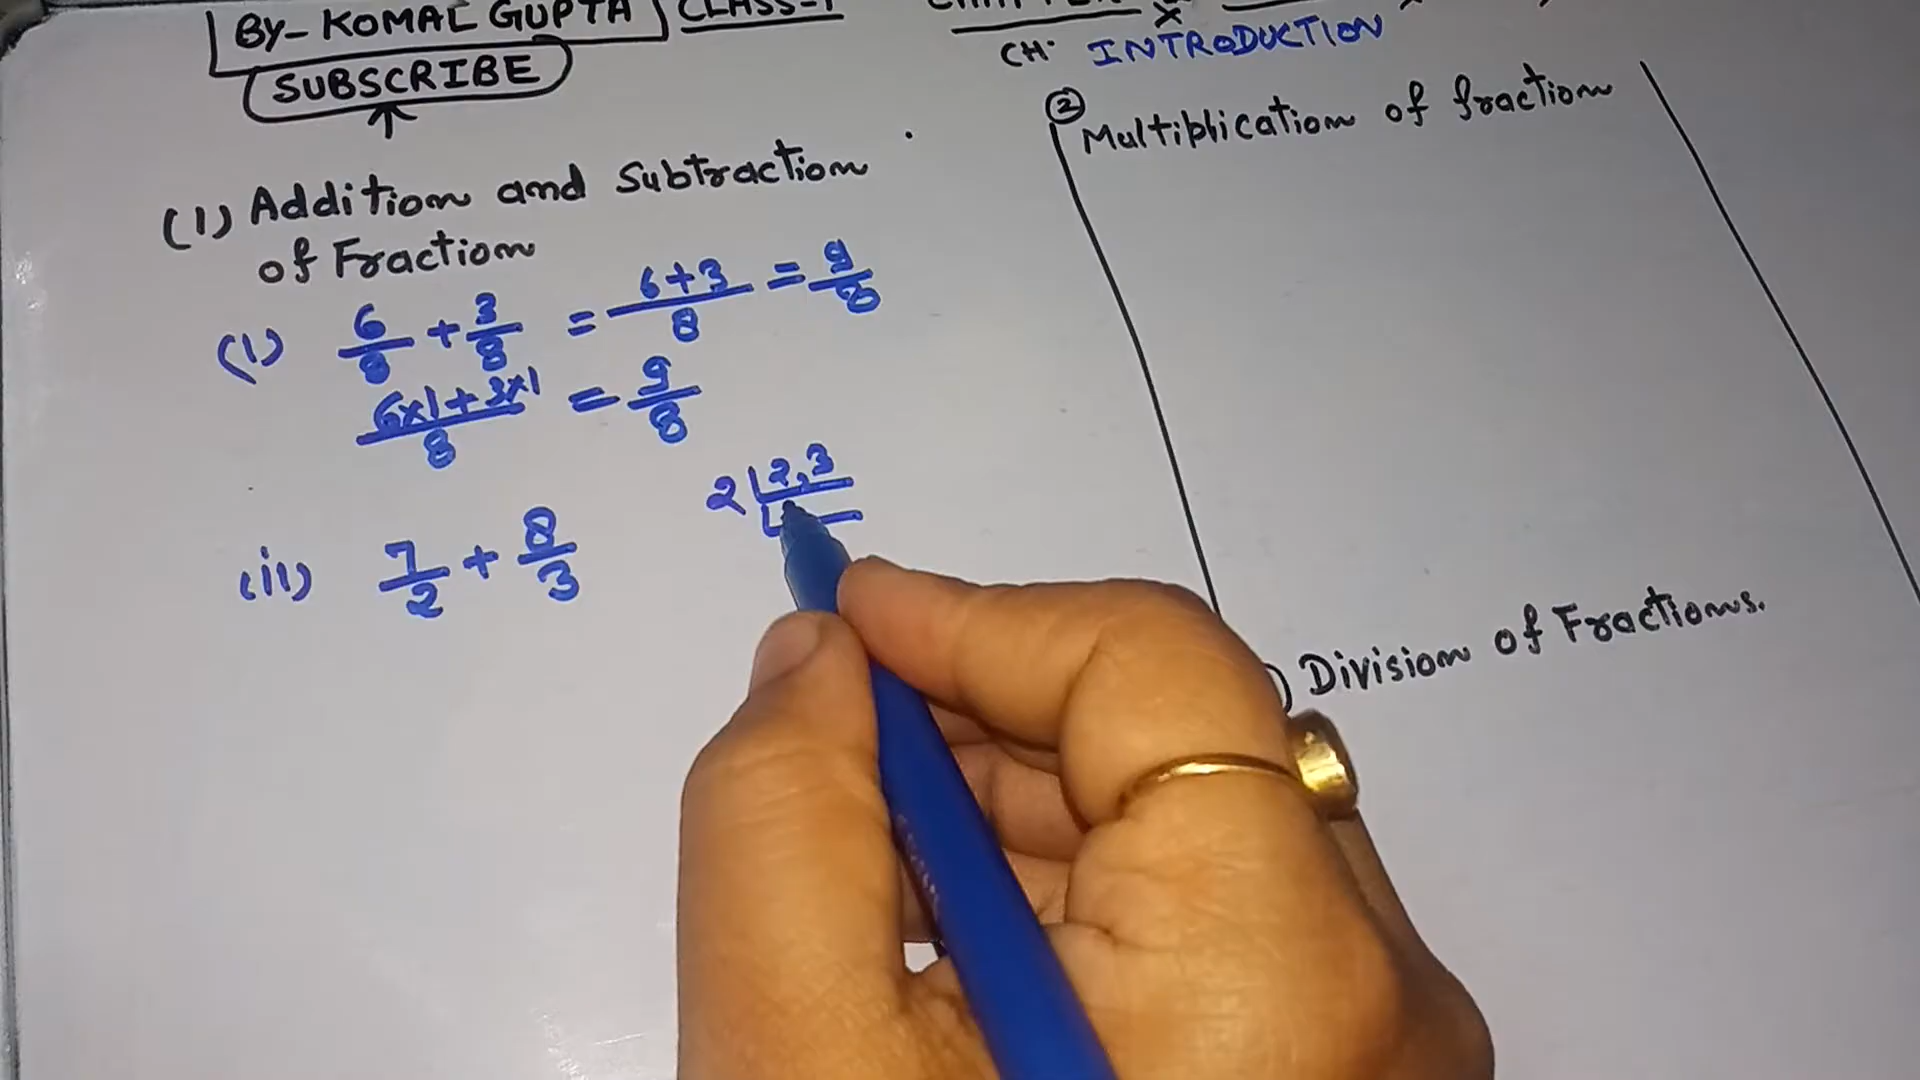 BY- KOMAL GUPTA
SUBSCRIBE
CH. INTRODUCTION
(1) Addition and Subtraction
of Fraction
(i) 6/8 + 3/8 = 6+3/8 = 9/8
6×1+3×1/8 = 9/8
2 | 2, 3
(ii) 7/2 + 8/3
② Multiplication of fraction
Division of Fractions.